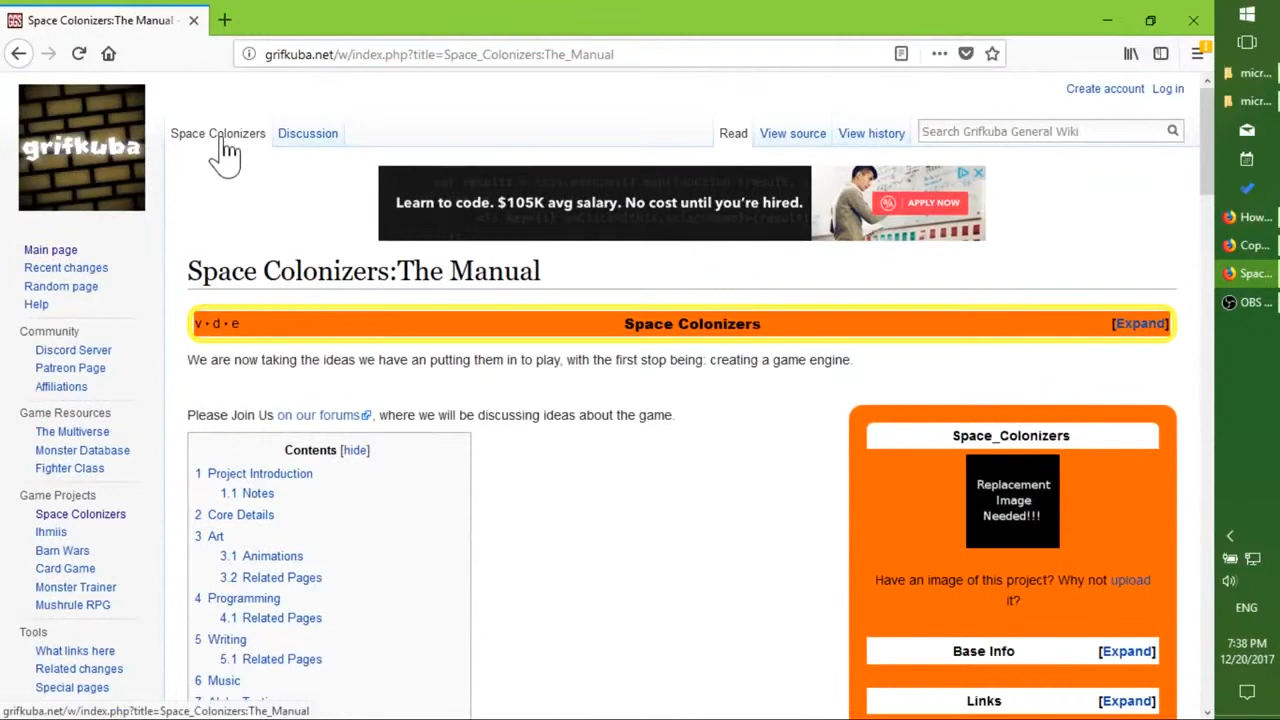 Space Colonizers:The Manual -
grifkuba.net/w/index.php?title=Space_Colonizers:The_Manual
Create account Log in
grifkuba
Space Colonizers Discussion Read View source View history Search Grifkuba General Wiki
Learn to code. $105K avg salary. No cost until you're hired.
APPLY NOW
Main page
Recent changes
Random page
Help
Community
Discord Server
Patreon Page
Affiliations
Game Resources
The Multiverse
Monster Database
Fighter Class
Game Projects
Space Colonizers
Ihmiis
Barn Wars
Card Game
Monster Trainer
Mushrule RPG
Tools
What links here
Related changes
Special pages
Space Colonizers:The Manual
v · d · e Space Colonizers [Expand]
We are now taking the ideas we have an putting them in to play, with the first stop being: creating a game engine.
Please Join Us on our forums, where we will be discussing ideas about the game.
Contents [hide]
1 Project Introduction
1.1 Notes
2 Core Details
3 Art
3.1 Animations
3.2 Related Pages
4 Programming
4.1 Related Pages
5 Writing
5.1 Related Pages
6 Music
Space_Colonizers
Replacement
Image
Needed!!!
Have an image of this project? Why not upload
it?
Base Info [Expand]
Links [Expand]
grifkuba.net/w/index.php?title=Space_Colonizers:The_Manual
micr...
micr...
How...
Cop...
Spac...
OBS ...
ENG
7:38 PM
12/20/2017